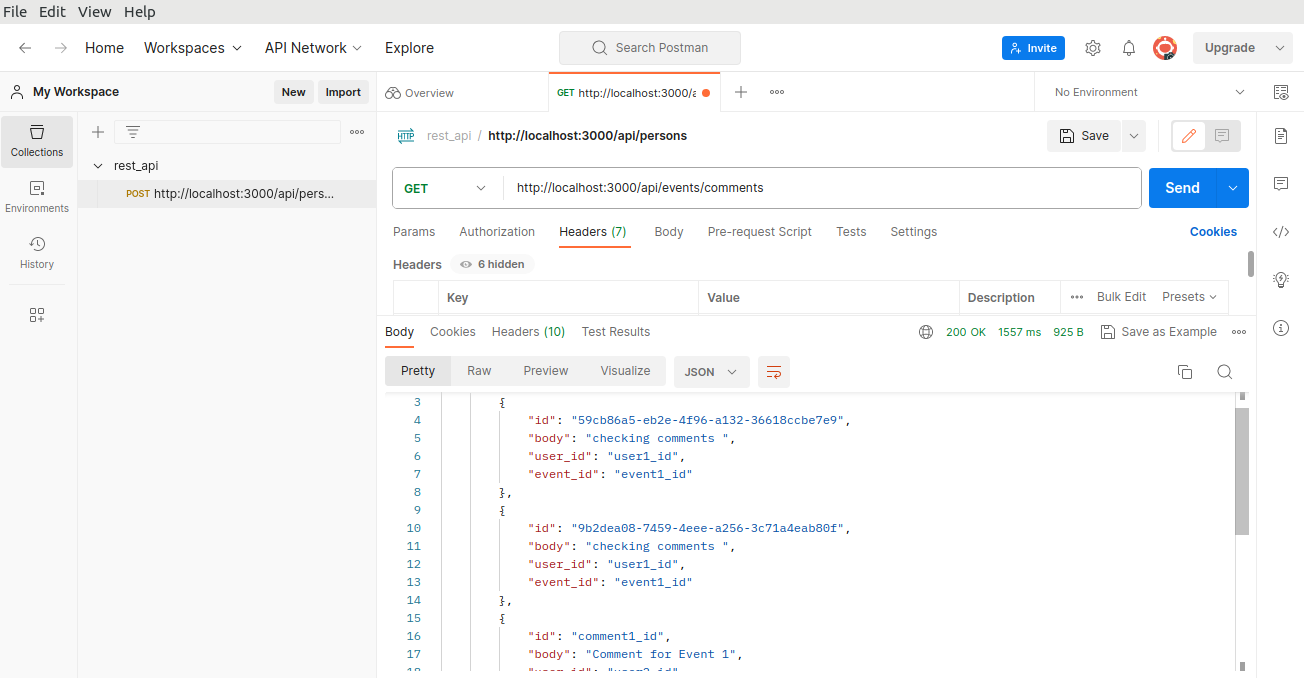 File Edit View Help
Home Workspaces API Network Explore Search Postman Invite Upgrade
My Workspace New Import Overview GET http://localhost:3000/a No Environment
rest_api / http://localhost:3000/api/persons Save
Collections
rest_api
POST http://localhost:3000/api/pers...
Environments
History
GET http://localhost:3000/api/events/comments Send
Params Authorization Headers (7) Body Pre-request Script Tests Settings Cookies
Headers 6 hidden
Key Value Description Bulk Edit Presets
Body Cookies Headers (10) Test Results 200 OK 1557 ms 925 B Save as Example
Pretty Raw Preview Visualize JSON
3 {
4 "id": "59cb86a5-eb2e-4f96-a132-36618ccbe7e9",
5 "body": "checking comments ",
6 "user_id": "user1_id",
7 "event_id": "event1_id"
8 },
9 {
10 "id": "9b2dea08-7459-4eee-a256-3c71a4eab80f",
11 "body": "checking comments ",
12 "user_id": "user1_id",
13 "event_id": "event1_id"
14 },
15 {
16 "id": "comment1_id",
17 "body": "Comment for Event 1",